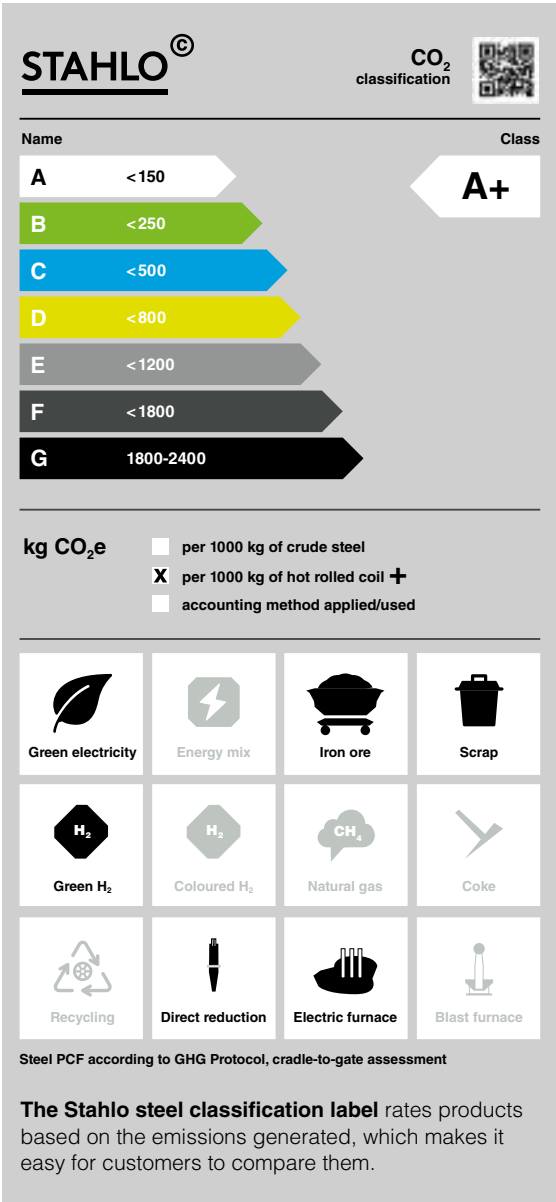 STAHLO ©
CO₂
classification
Name Class
A <150
A+
B <250
C <500
D <800
E <1200
F <1800
G 1800-2400
kg CO₂e
per 1000 kg of crude steel
X per 1000 kg of hot rolled coil +
accounting method applied/used
Green electricity Energy mix Iron ore Scrap
H₂ H₂ CH₄
Green H₂ Coloured H₂ Natural gas Coke
Recycling Direct reduction Electric furnace Blast furnace
Steel PCF according to GHG Protocol, cradle-to-gate assessment
The Stahlo steel classification label rates products
based on the emissions generated, which makes it
easy for customers to compare them.